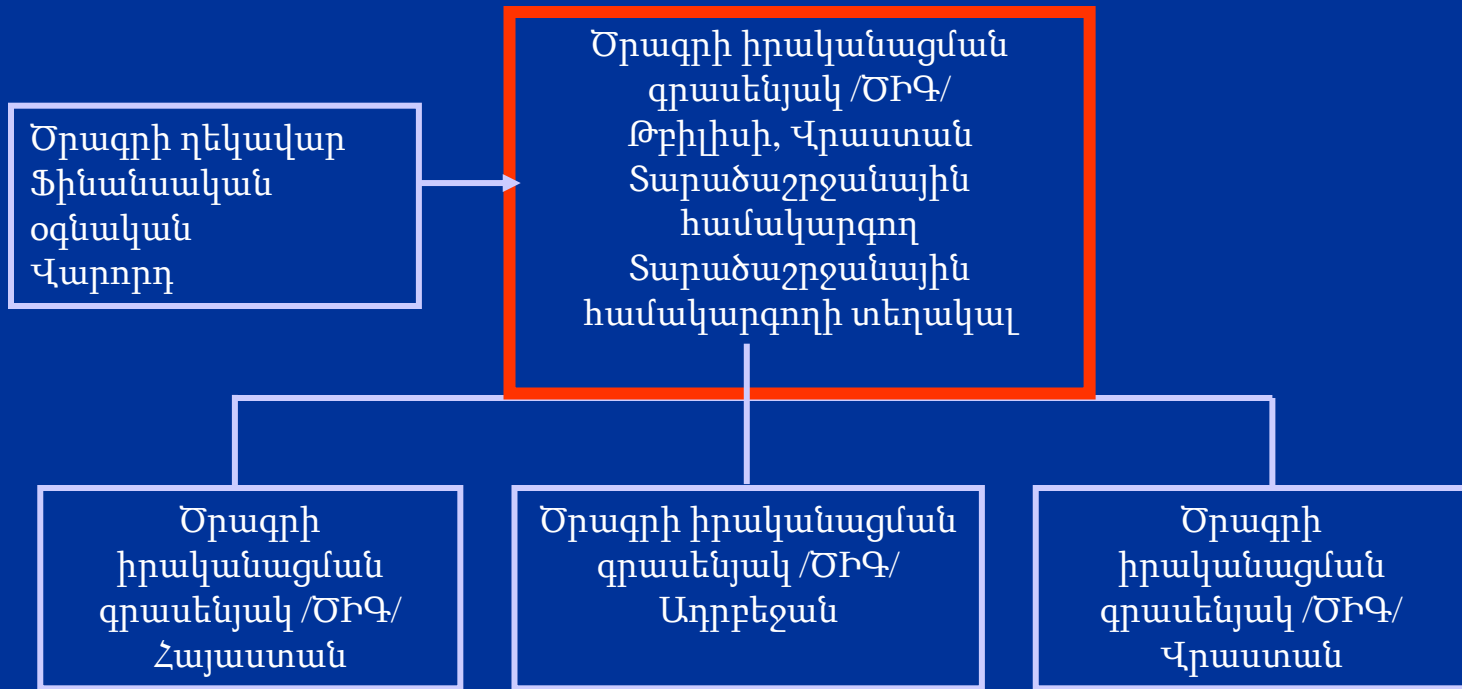 Ծրագրի իրականացման
գրասենյակ /ԾԻԳ/
Թբիլիսի, Վրաստան
Տարածաշրջանային
համակարգող
Տարածաշրջանային
համակարգողի տեղակալ
Ծրագրի ղեկավար
Ֆինանսական
օգնական
Վարորդ
Ծրագրի
իրականացման
գրասենյակ /ԾԻԳ/
Հայաստան
Ծրագրի իրականացման
գրասենյակ /ԾԻԳ/
Ադրբեջան
Ծրագրի
իրականացման
գրասենյակ /ԾԻԳ/
Վրաստան